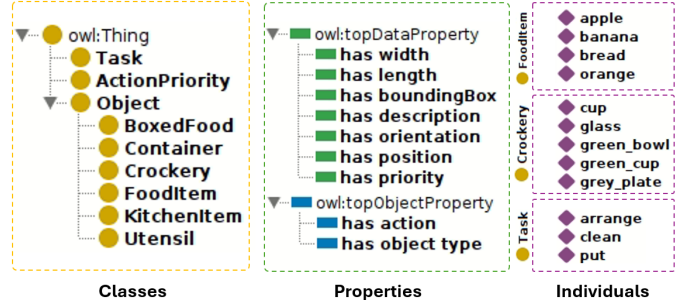 owl:Thing
Task
ActionPriority
Object
BoxedFood
Container
Crockery
FoodItem
KitchenItem
Utensil
Classes
owl:topDataProperty
has width
has length
has boundingBox
has description
has orientation
has position
has priority
owl:topObjectProperty
has action
has object type
Properties
FoodItem
apple
banana
bread
orange
Crockery
cup
glass
green_bowl
green_cup
grey_plate
Task
arrange
clean
put
Individuals